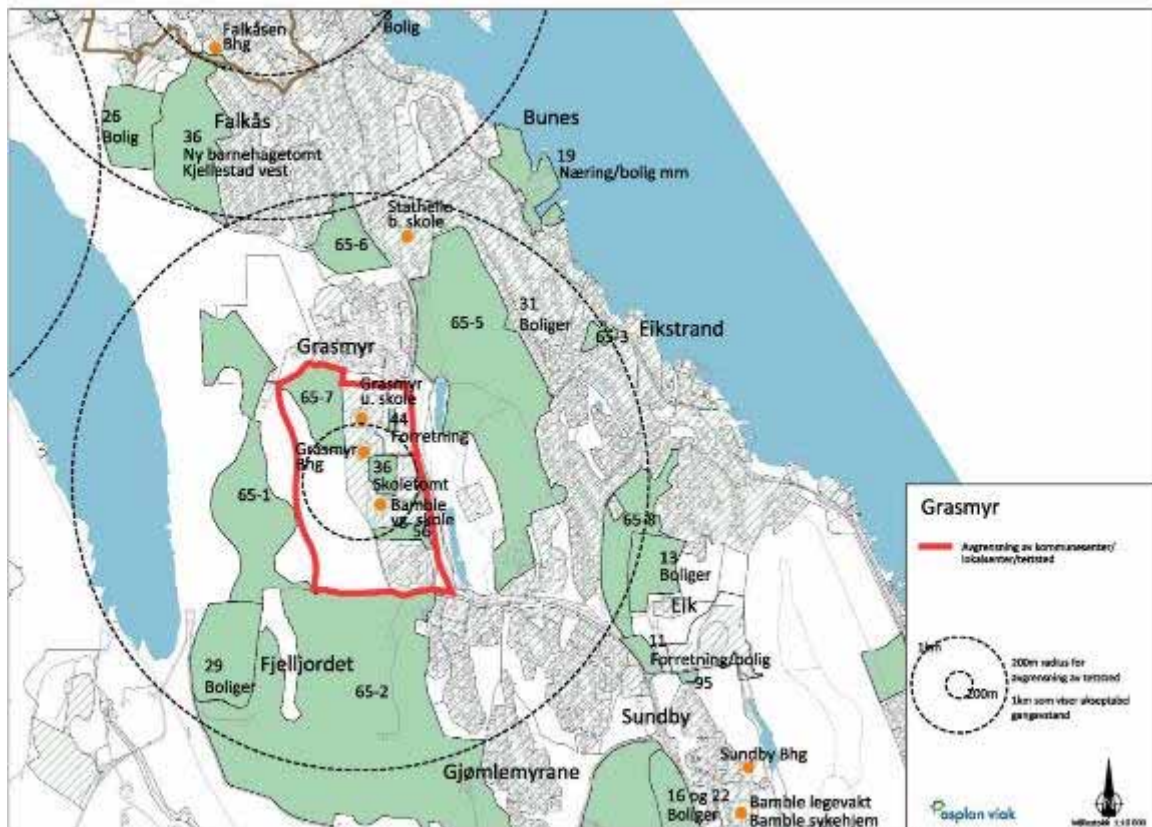 Falkåsen
Bhg
Bolig
26
Bolig
Falkås
36
Ny barnehagetomt
Kjellestad vest
Bunes
19
Næring/bolig mm
Stathelle
b. skole
65-6
65-5
31
Boliger
65-3
Eikstrand
Grasmyr
65-7
Grasmyr
u. skole
44
Forretning
Grasmyr
Bhg
36
Skoletomt
Bamble
vg. skole
56
65-1
65-8
13
Boliger
Eik
11
Forretning/bolig
95
29
Boliger
Fjelljordet
65-2
Sundby
Gjømlemyrane
Sundby Bhg
16 og 22
Boliger
Bamble legevakt
Bamble sykehjem
Grasmyr
Avgrensning av kommunesenter/
lokalsenter/tettsted
1km
200m
200m radius for
avgrensning av tettsted
1km som viser akseptabel
gangavstand
asplan viak
N